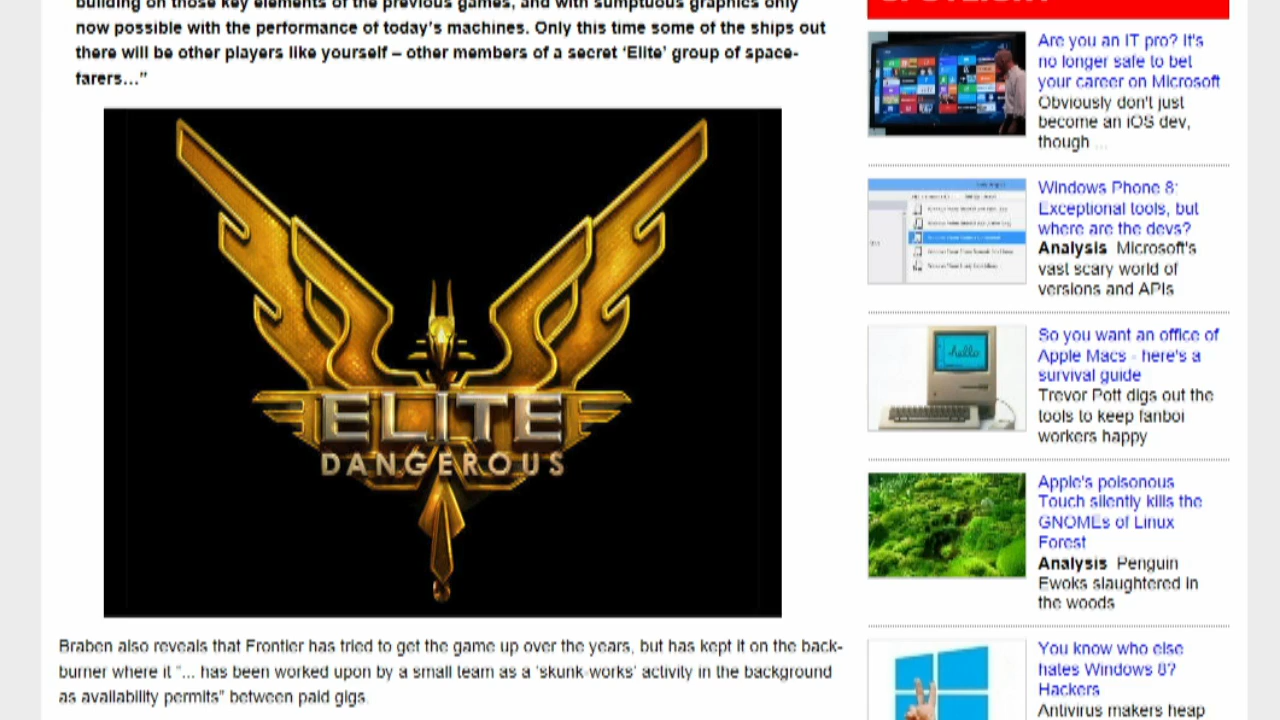 building on those key elements of the previous games, and with sumptuous graphics only
now possible with the performance of today's machines. Only this time some of the ships out
there will be other players like yourself – other members of a secret 'Elite' group of space-
farers…"
ELITE
DANGEROUS
Braben also reveals that Frontier has tried to get the game up over the years, but has kept it on the back-
burner where it "... has been worked upon by a small team as a 'skunk-works' activity in the background
as availability permits" between paid gigs.
SPOTLIGHT
Are you an IT pro? It's
no longer safe to bet
your career on Microsoft
Obviously don't just
become an iOS dev,
though ...
Windows Phone 8:
Exceptional tools, but
where are the devs?
Analysis Microsoft's
vast scary world of
versions and APIs
hello
So you want an office of
Apple Macs - here's a
survival guide
Trevor Pott digs out the
tools to keep fanboi
workers happy
Apple's poisonous
Touch silently kills the
GNOMEs of Linux
Forest
Analysis Penguin
Ewoks slaughtered in
the woods
You know who else
hates Windows 8?
Hackers
Antivirus makers heap